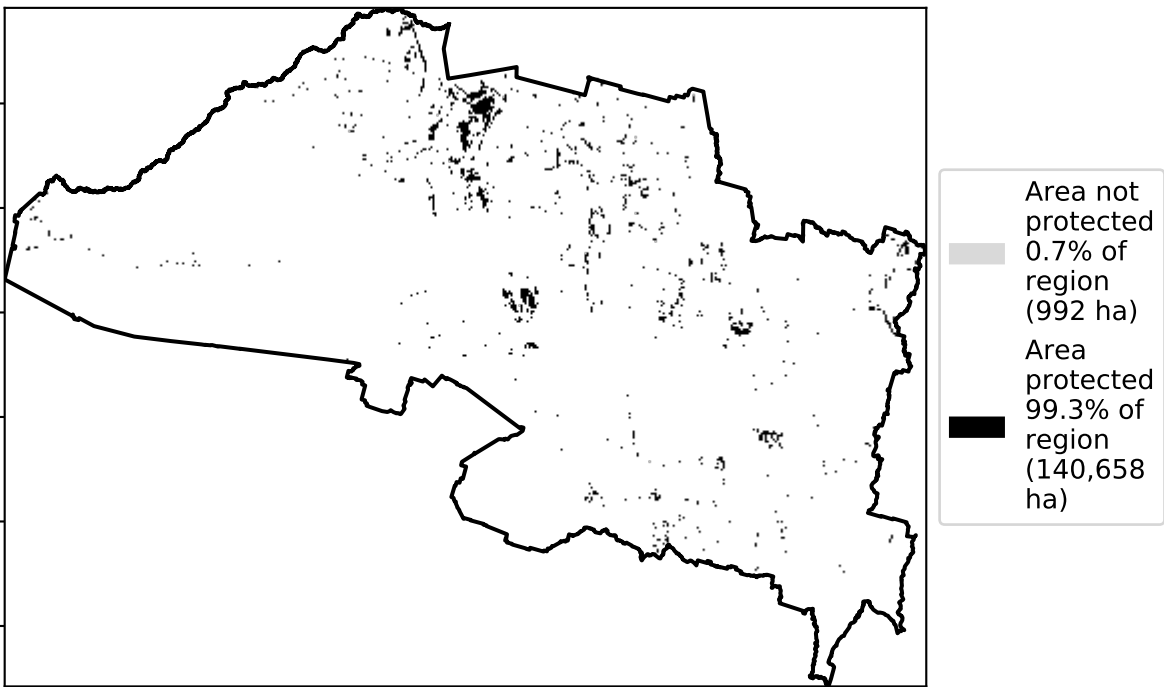 Area not
protected
0.7% of
region
(992 ha)
Area
protected
99.3% of
region
(140,658
ha)